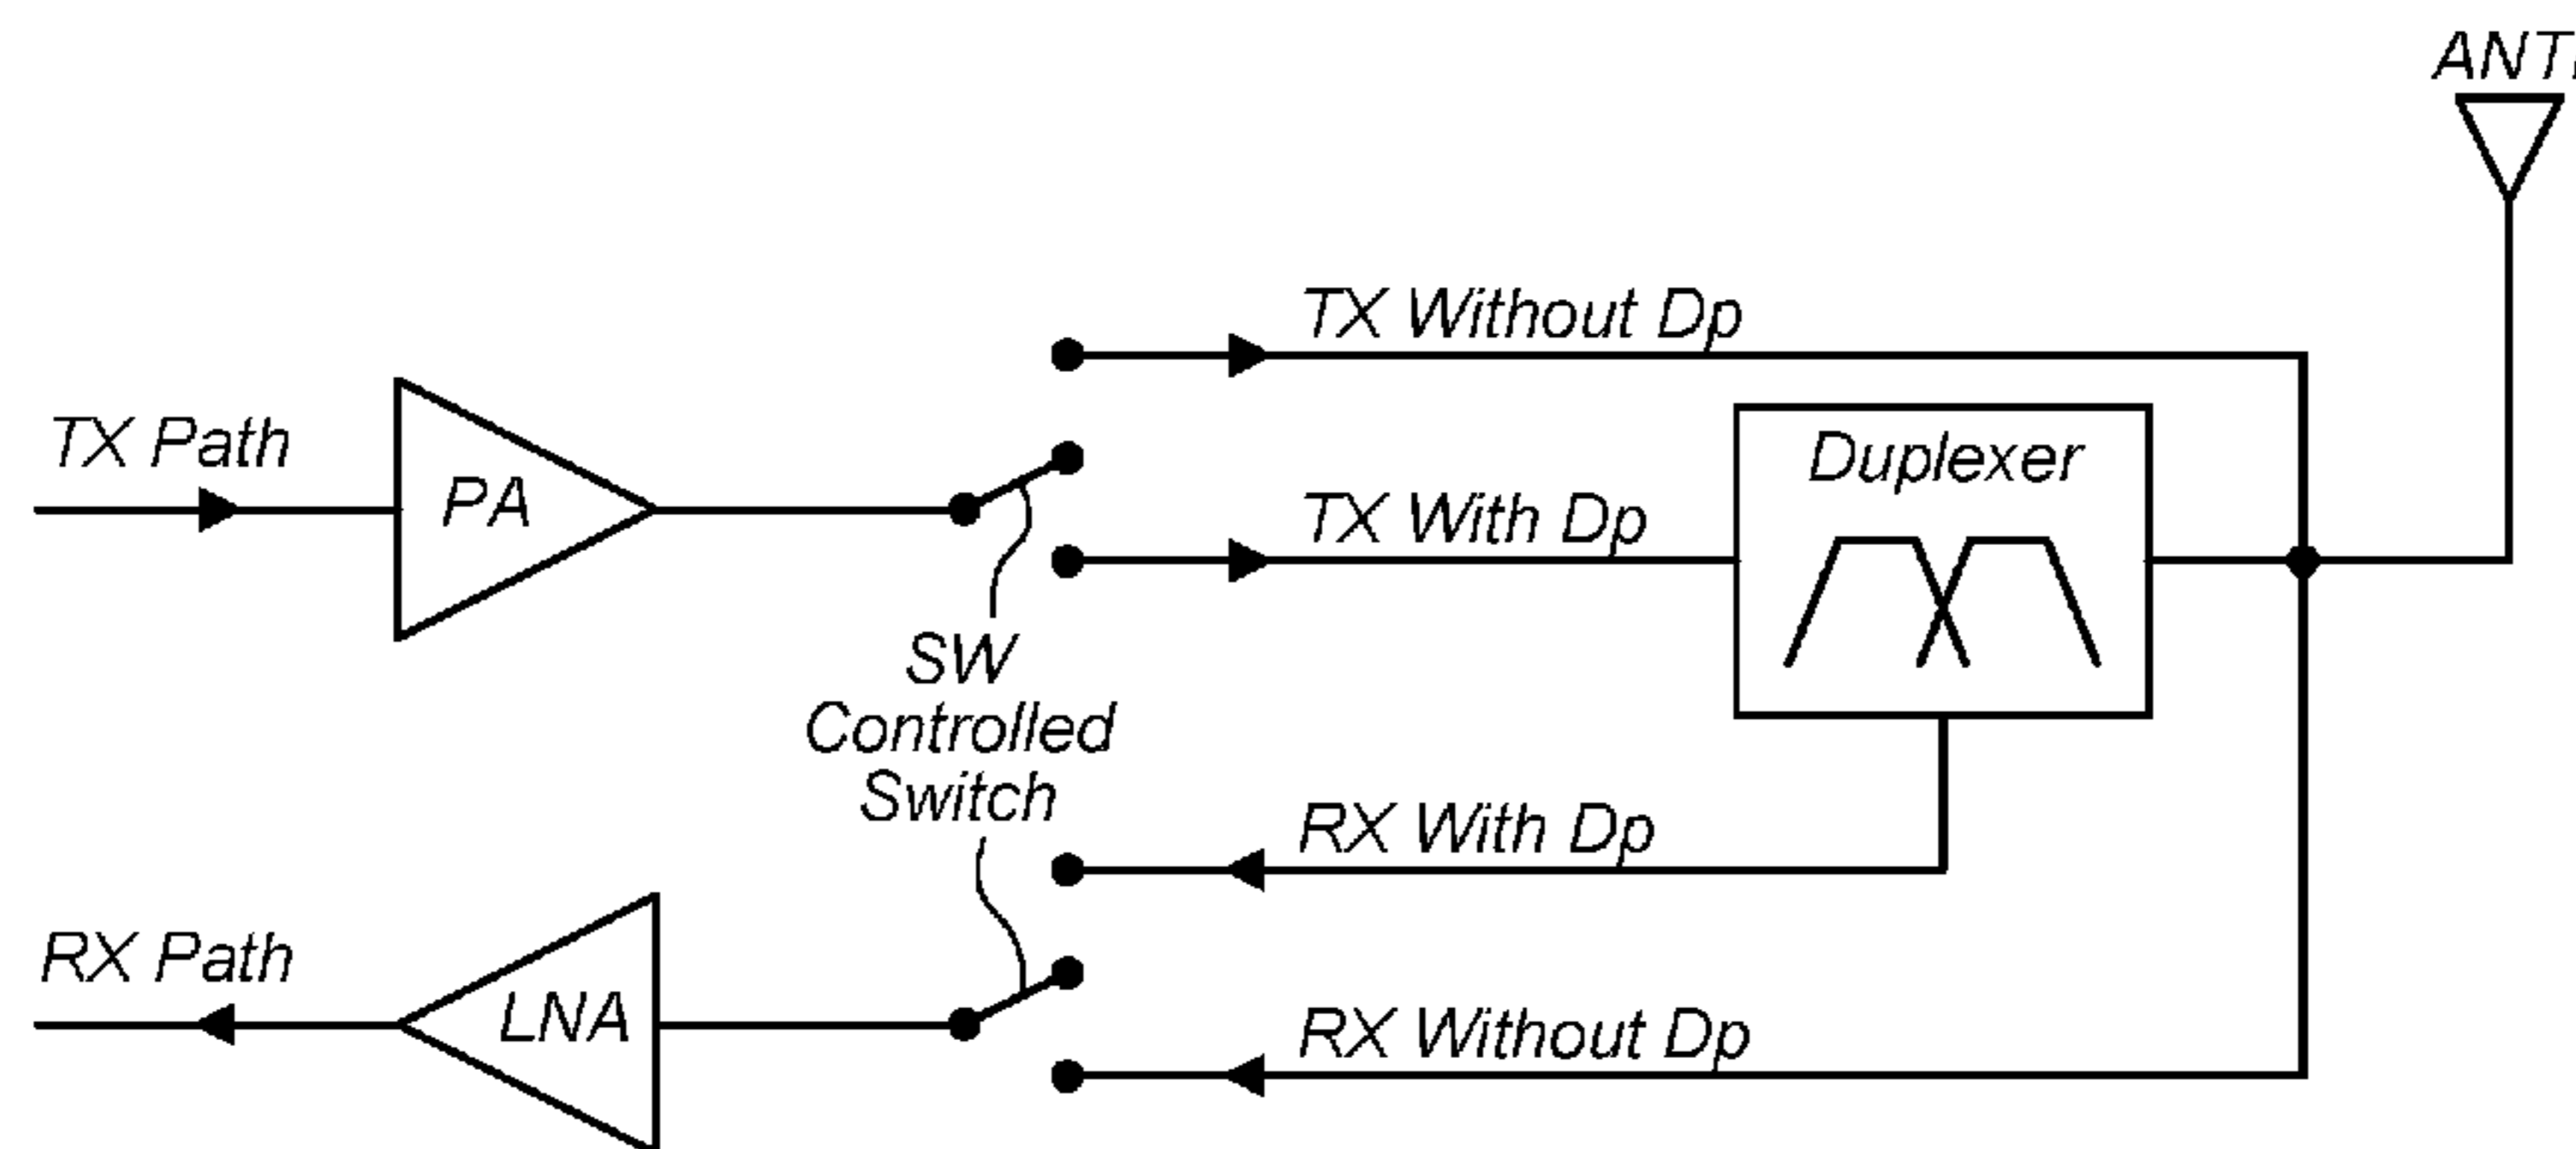 ANT.
TX Without Dp
TX Path
PA
Duplexer
TX With Dp
SW
Controlled
Switch
RX With Dp
RX Path
LNA
RX Without Dp